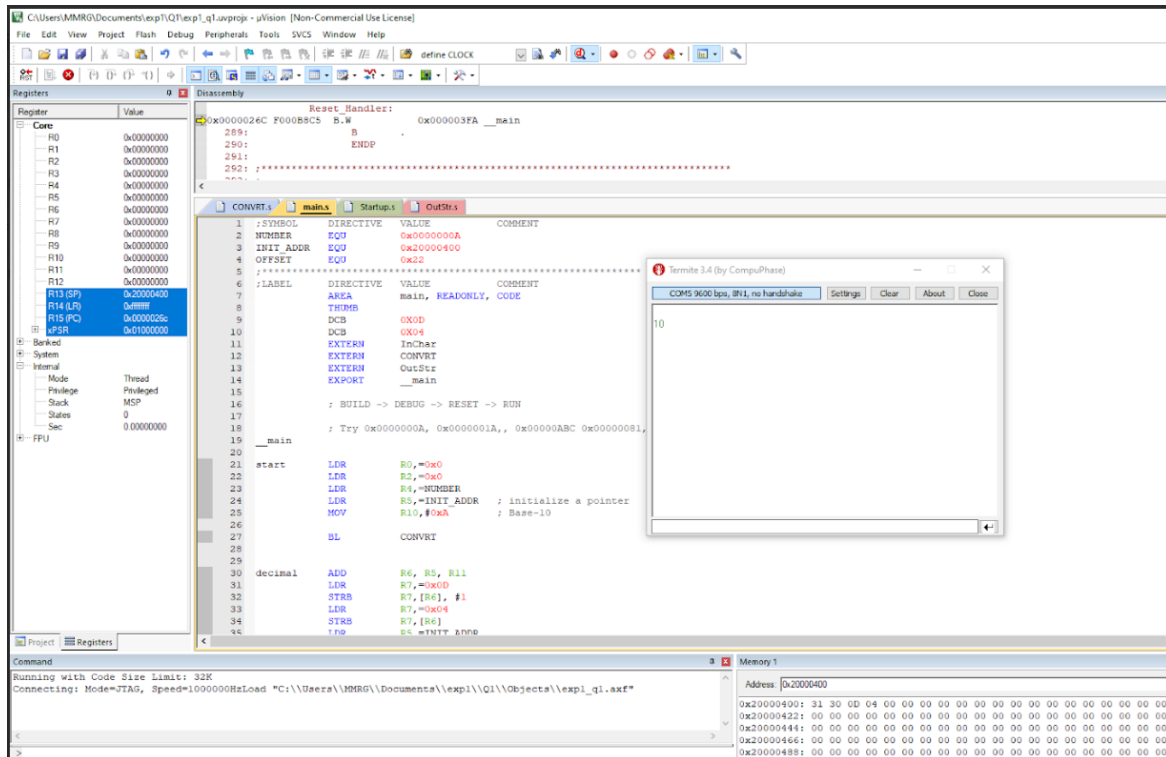 C:\Users\MMRG\Documents\exp1\Q1\exp1_q1.uvprojx - µVision [Non-Commercial Use License]
File Edit View Project Flash Debug Peripherals Tools SVCS Window Help
define CLOCK
RST
Registers
Register Value
Core
R0 0x00000000
R1 0x00000000
R2 0x00000000
R3 0x00000000
R4 0x00000000
R5 0x00000000
R6 0x00000000
R7 0x00000000
R8 0x00000000
R9 0x00000000
R10 0x00000000
R11 0x00000000
R12 0x00000000
R13 (SP) 0x20000400
R14 (LR) 0xffffffff
R15 (PC) 0x0000026c
xPSR 0x01000000
Banked
System
Internal
Mode Thread
Privilege Privileged
Stack MSP
States 0
Sec 0.00000000
FPU
Project Registers
Disassembly
Reset_Handler:
0x0000026C F000B8C5 B.W 0x000003FA __main
289: B .
290: ENDP
291:
292: ;******************************************************************************
CONVRT.s main.s Startup.s OutStr.s
1 ;SYMBOL DIRECTIVE VALUE COMMENT
2 NUMBER EQU 0x0000000A
3 INIT_ADDR EQU 0x20000400
4 OFFSET EQU 0x22
5 ;***************************************************************
6 ;LABEL DIRECTIVE VALUE COMMENT
7 AREA main, READONLY, CODE
8 THUMB
9 DCB 0X0D
10 DCB 0X04
11 EXTERN InChar
12 EXTERN CONVRT
13 EXTERN OutStr
14 EXPORT __main
15
16 ; BUILD -> DEBUG -> RESET -> RUN
17
18 ; Try 0x0000000A, 0x0000001A,, 0x00000ABC 0x00000081,
19 __main
20
21 start LDR R0,=0x0
22 LDR R2,=0x0
23 LDR R4,=NUMBER
24 LDR R5,=INIT_ADDR ; initialize a pointer
25 MOV R10,#0xA ; Base-10
26
27 BL CONVRT
28
29
30 decimal ADD R6, R5, R11
31 LDR R7,=0x0D
32 STRB R7,[R6], #1
33 LDR R7,=0x04
34 STRB R7,[R6]
35 LDR R5,=INIT_ADDR
Termite 3.4 (by CompuPhase)
COM5 9600 bps, 8N1, no handshake Settings Clear About Close
10
Command
Running with Code Size Limit: 32K
Connecting: Mode=JTAG, Speed=1000000HzLoad "C:\\Users\\MMRG\\Documents\\exp1\\Q1\\Objects\\exp1_q1.axf"
>
Memory 1
Address: 0x20000400
0x20000400: 31 30 0D 04 00 00 00 00 00 00 00 00 00 00 00 00 00 00 00 00
0x20000422: 00 00 00 00 00 00 00 00 00 00 00 00 00 00 00 00 00 00 00 00
0x20000444: 00 00 00 00 00 00 00 00 00 00 00 00 00 00 00 00 00 00 00 00
0x20000466: 00 00 00 00 00 00 00 00 00 00 00 00 00 00 00 00 00 00 00 00
0x20000488: 00 00 00 00 00 00 00 00 00 00 00 00 00 00 00 00 00 00 00 00